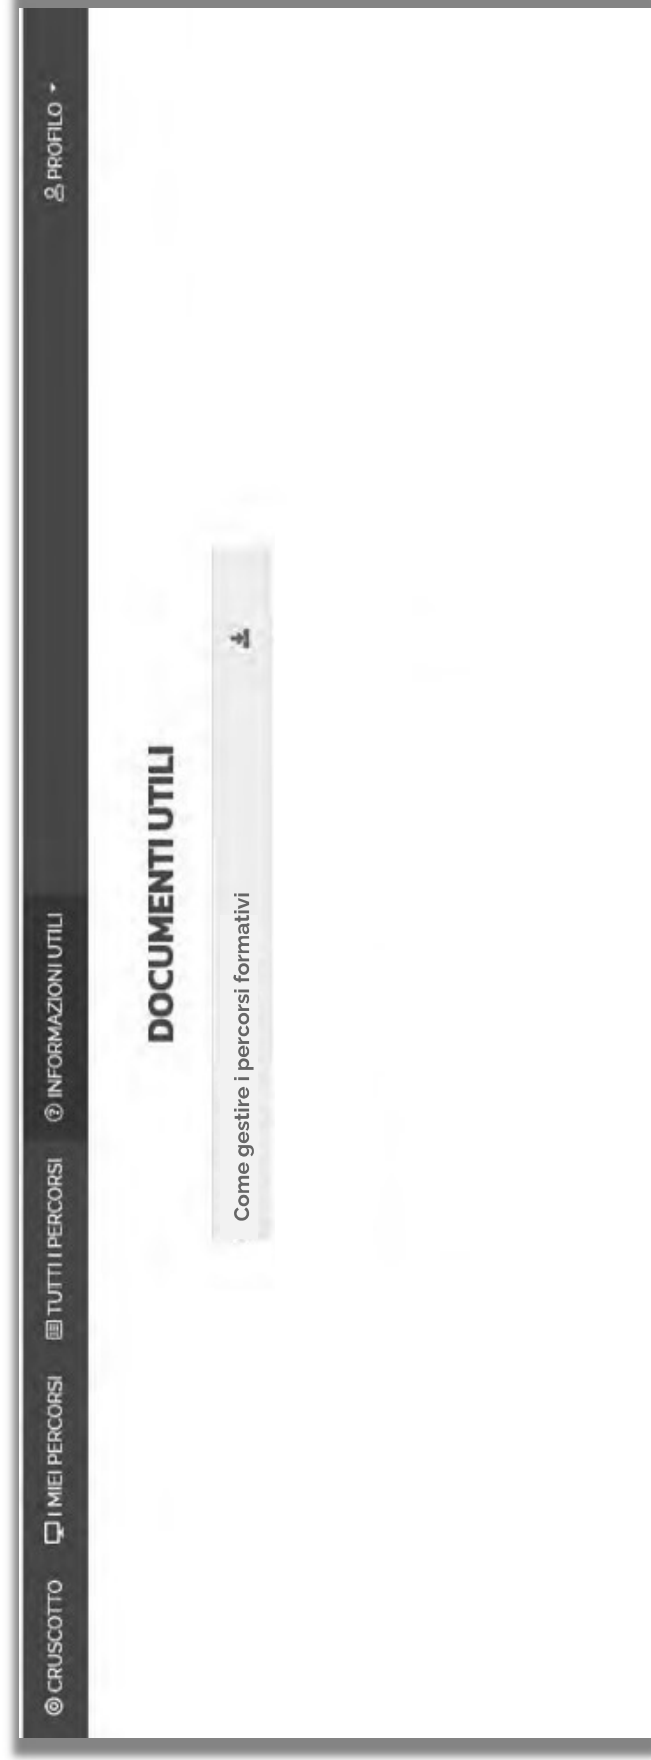 CRUSCOTTO I MIEI PERCORSI TUTTI I PERCORSI INFORMAZIONI UTILI PROFILO
DOCUMENTI UTILI
Come gestire i percorsi formativi